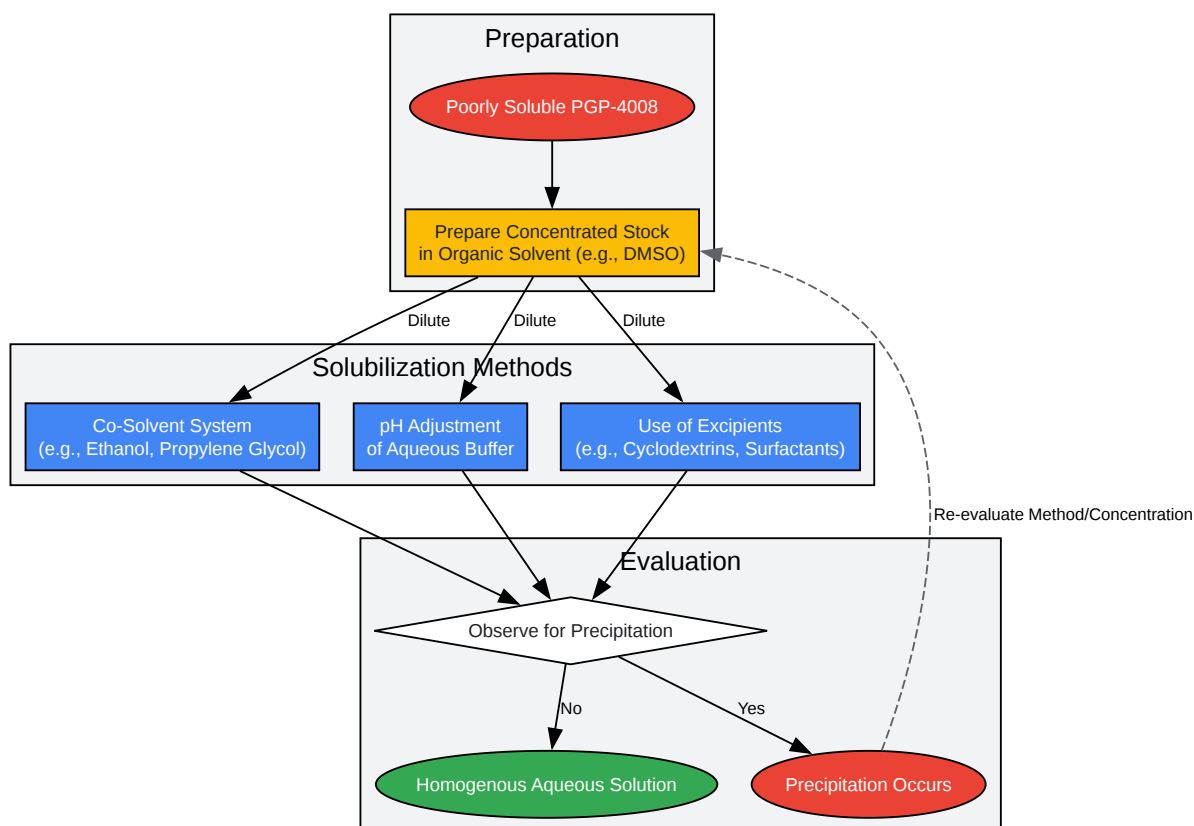 Preparation
Poorly Soluble PGP-4008
Prepare Concentrated Stock
in Organic Solvent (e.g., DMSO)
Dilute
Dilute
Dilute
Solubilization Methods
Co-Solvent System
(e.g., Ethanol, Propylene Glycol)
pH Adjustment
of Aqueous Buffer
Use of Excipients
(e.g., Cyclodextrins, Surfactants)
Re-evaluate Method/Concentration
Evaluation
Observe for Precipitation
No
Yes
Homogenous Aqueous Solution
Precipitation Occurs